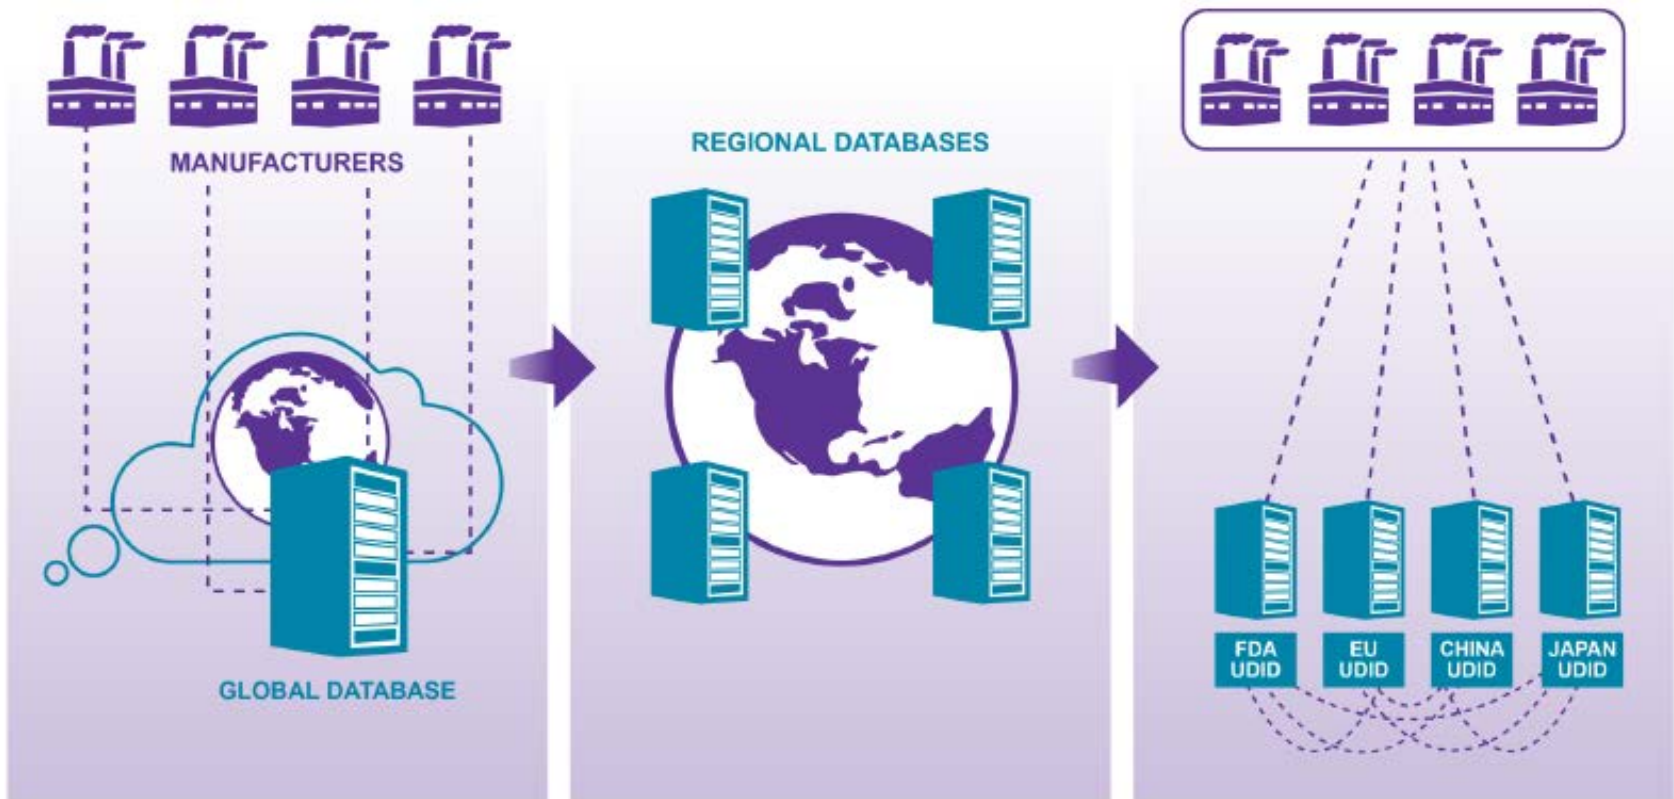 MANUFACTURERS
GLOBAL DATABASE
REGIONAL DATABASES
FDA
UDID
EU
UDID
CHINA
UDID
JAPAN
UDID